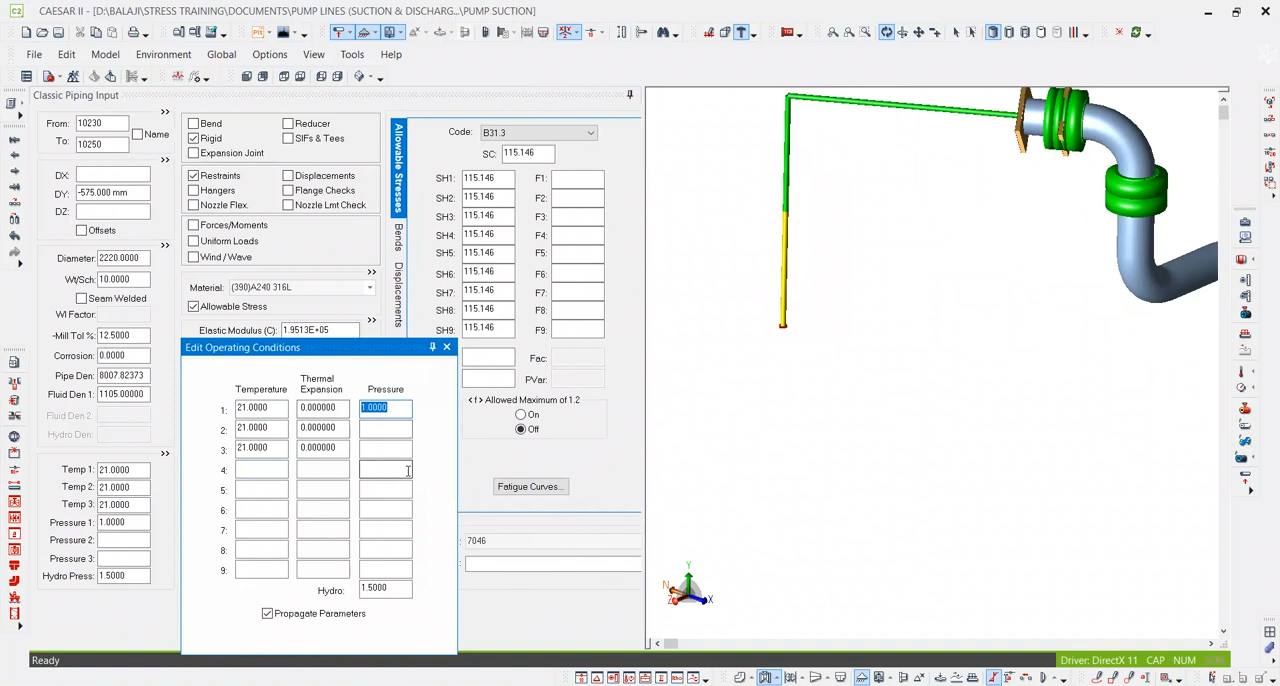 CAESAR II - [D:\BALAJI\STRESS TRAINING\DOCUMENTS\PUMP LINES (SUCTION & DISCHARG...\PUMP SUCTION]
File Edit Model Environment Global Options View Tools Help
Classic Piping Input
From: 10230
To: 10250
Name
DX:
DY: -575.000 mm
DZ:
Offsets
Diameter: 2220.0000
Wt/Sch: 10.0000
Seam Welded
WI Factor:
-Mill Tol %: 12.5000
Corrosion: 0.0000
Pipe Den: 8007.82373
Fluid Den 1: 1105.00000
Fluid Den 2:
Hydro Den:
Temp 1: 21.0000
Temp 2: 21.0000
Temp 3: 21.0000
Pressure 1: 1.0000
Pressure 2:
Pressure 3:
Hydro Press: 1.5000
Bend
Rigid
SIFs & Tees
Expansion Joint
Restraints Displacements
Hangers Flange Checks
Nozzle Flex. Nozzle Lmt Check
Forces/Moments
Uniform Loads
Wind / Wave
Material: (390)A240 316L
Allowable Stress
Elastic Modulus (C): 1.9513E+05
Allowable Stresses
Bends
Displacements
Code: B31.3
SC: 115.146
SH1: 115.146 F1:
SH2: 115.146 F2:
SH3: 115.146 F3:
SH4: 115.146 F4:
SH5: 115.146 F5:
SH6: 115.146 F6:
SH7: 115.146 F7:
SH8: 115.146 F8:
SH9: 115.146 F9:
Fac:
PVar:
<f> Allowed Maximum of 1.2
On
Off
Fatigue Curves...
7046
Edit Operating Conditions
Temperature Thermal Expansion Pressure
1: 21.0000 0.000000 1.0000
2: 21.0000 0.000000
3: 21.0000 0.000000
4:
5:
6:
7:
8:
9:
Hydro: 1.5000
Propagate Parameters
Y
N
Z
X
Ready
Driver: DirectX 11 CAP NUM